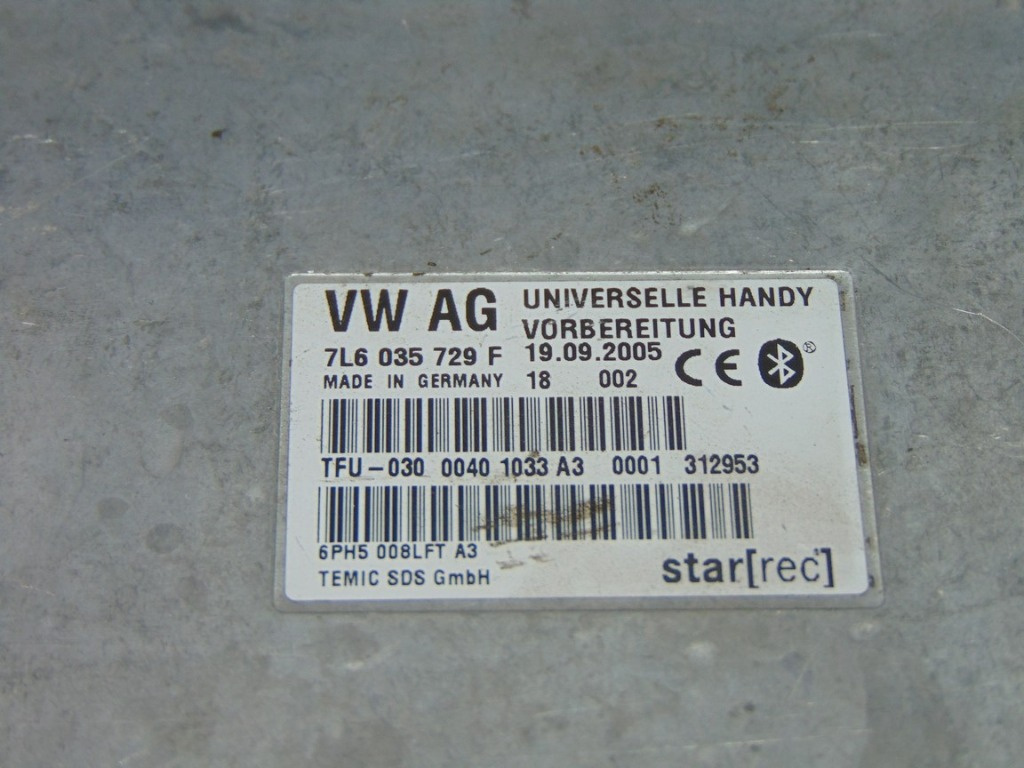 VW AG UNIVERSELLE HANDY
VORBEREITUNG
7L6 035 729 F 19.09.2005
MADE IN GERMANY 18 002
CE ®
TFU-030 0040 1033 A3 0001 312953
6PH5 008LFT A3
TEMIC SDS GmbH
star[rec]